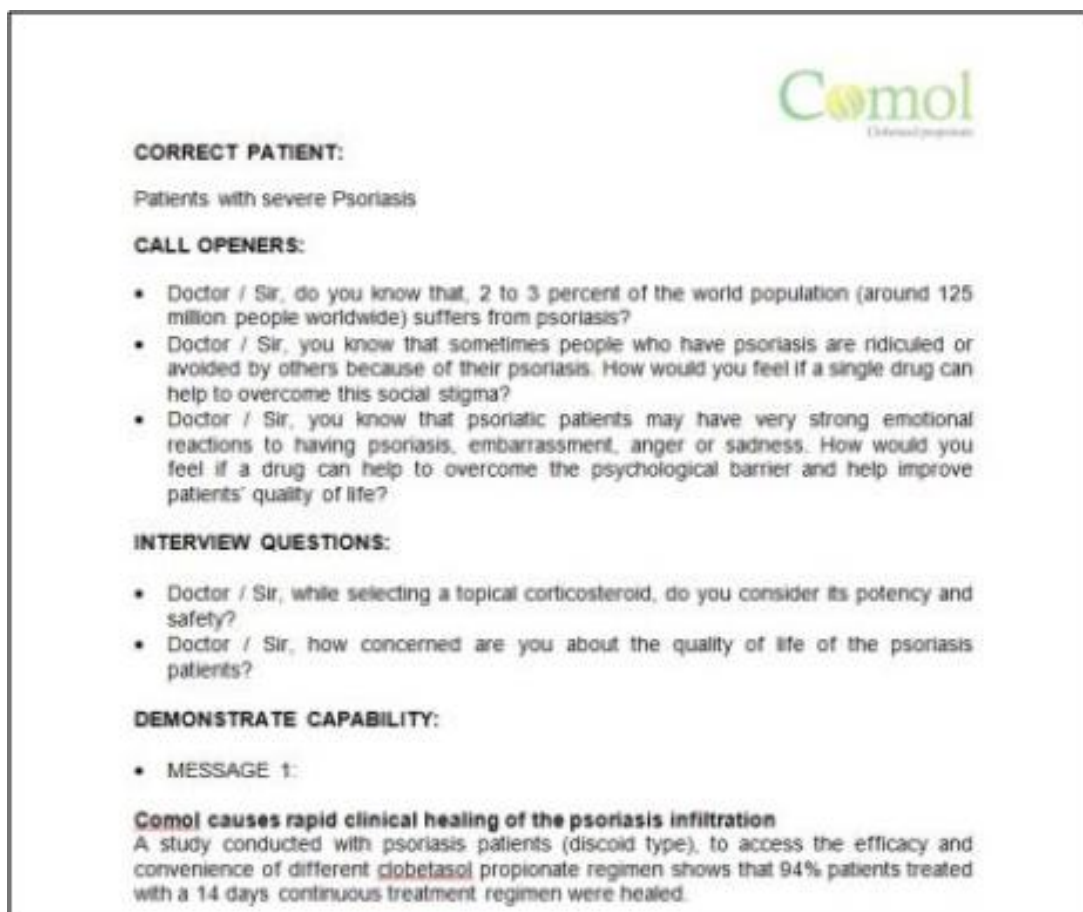 Comol
Clobetasol propionate
CORRECT PATIENT:
Patients with severe Psoriasis
CALL OPENERS:
• Doctor / Sir, do you know that, 2 to 3 percent of the world population (around 125
million people worldwide) suffers from psoriasis?
• Doctor / Sir, you know that sometimes people who have psoriasis are ridiculed or
avoided by others because of their psoriasis. How would you feel if a single drug can
help to overcome this social stigma?
• Doctor / Sir, you know that psoriatic patients may have very strong emotional
reactions to having psoriasis, embarrassment, anger or sadness. How would you
feel if a drug can help to overcome the psychological barrier and help improve
patients' quality of life?
INTERVIEW QUESTIONS:
• Doctor / Sir, while selecting a topical corticosteroid, do you consider its potency and
safety?
• Doctor / Sir, how concerned are you about the quality of life of the psoriasis
patients?
DEMONSTRATE CAPABILITY:
• MESSAGE 1:
Comol causes rapid clinical healing of the psoriasis infiltration
A study conducted with psoriasis patients (discoid type), to access the efficacy and
convenience of different clobetasol propionate regimen shows that 94% patients treated
with a 14 days continuous treatment regimen were healed.